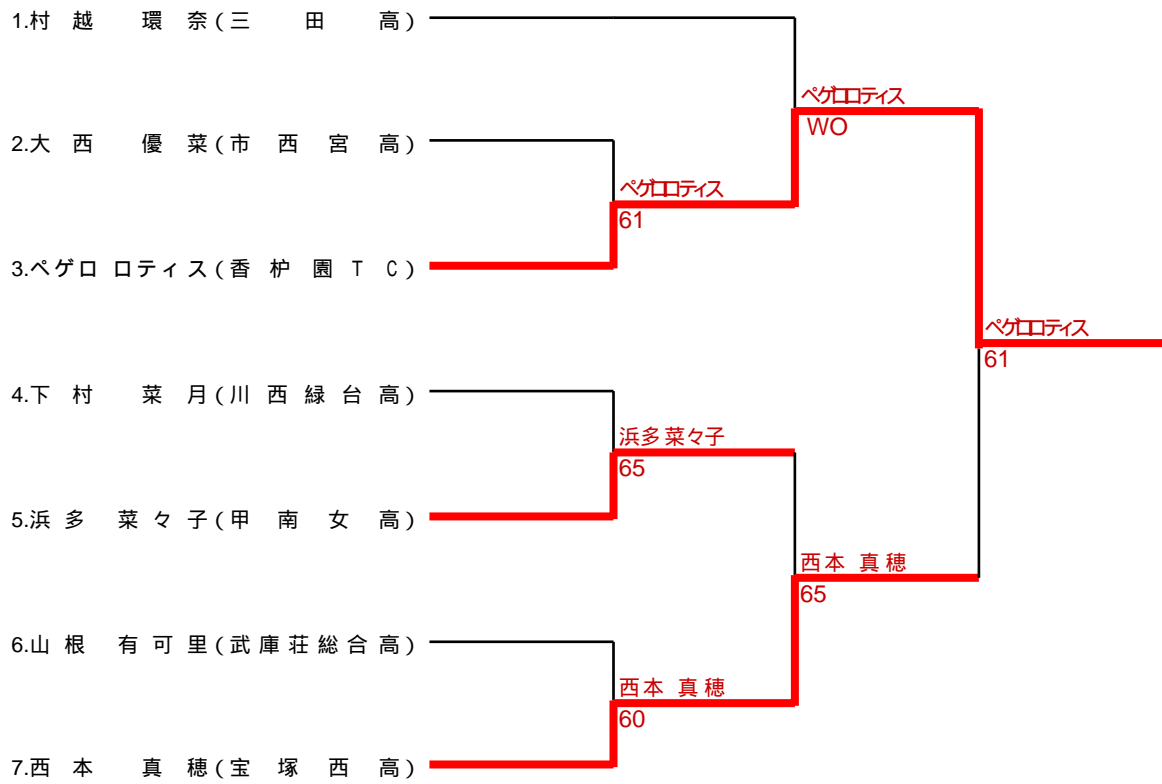 1.村越 環奈(三田高)
ペゲロロティス
WO
2.大西 優菜(市西宮高)
ペゲロロティス
61
3.ペゲロ ロティス(香枦園TC)
ペゲロロティス
61
4.下村 菜月(川西緑台高)
浜多 菜々子
65
5.浜多 菜々子(甲南女高)
西本 真穂
65
6.山根 有可里(武庫荘総合高)
西本 真穂
60
7.西本 真穂(宝塚西高)